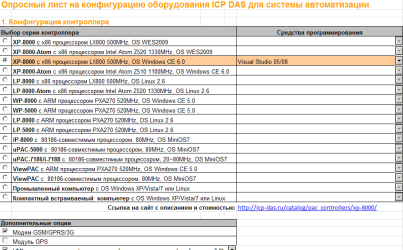 Опросный лист на конфигурацию оборудования ICP DAS для системы автоматизации
1. Конфигурация контроллера
Выбор серии контроллера Средства программирования
XP-8000 с x86 процессором LX800 500MHz, OS WES2009
XP-8000-Atom с x86 процессором Intel Atom Z520 1330MHz, OS WES2009
XP-8000 с x86 процессором LX800 500MHz, OS Windows CE 6.0 Visual Studio 05/08
XP-8000-Atom с x86 процессором Intel Atom Z510 1100MHz, OS Windows CE 6.0
LX-8000 с x86 процессором LX800 500MHz, OS Linux 2.6
LX-8000-Atom с x86 процессором Intel Atom Z520 1330MHz, OS Linux 2.6
WP-8000 с ARM процессором PXA270 520MHz, OS Windows CE 5.0
WP-5000 с ARM процессором PXA270 520MHz, OS Windows CE 5.0
LP-8000 с ARM процессором PXA270 520MHz, OS Linux 2.6
LP-5000 с ARM процессором PXA270 520MHz, OS Linux 2.6
iP-8000 с 80186-совместимым процессором, 80MHz, OS MiniOS7
uPAC-5000 с 80186-совместимым процессором, 80MHz, OS MiniOS7
uPAC-7186/I-7188 с 80186-совместимым процессором, 20~80MHz, OS MiniOS7
ViewPAC с ARM процессором PXA270 520MHz, OS Windows CE 5.0
ViewPAC с 80186-совместимым процессором, 80MHz, OS MiniOS7
Промышленный компьютер с OS Windows XP/Vista/7 или Linux
Компактный встраиваемый компьютер с OS Windows XP/Vista/7 или Linux
Ссылка на сайт с описанием и стоимостью: http://icp-das.ru/catalog/pac_controllers/xp-8000/
Дополнительные опции
Модем GSM/GPRS/3G
Модуль GPS